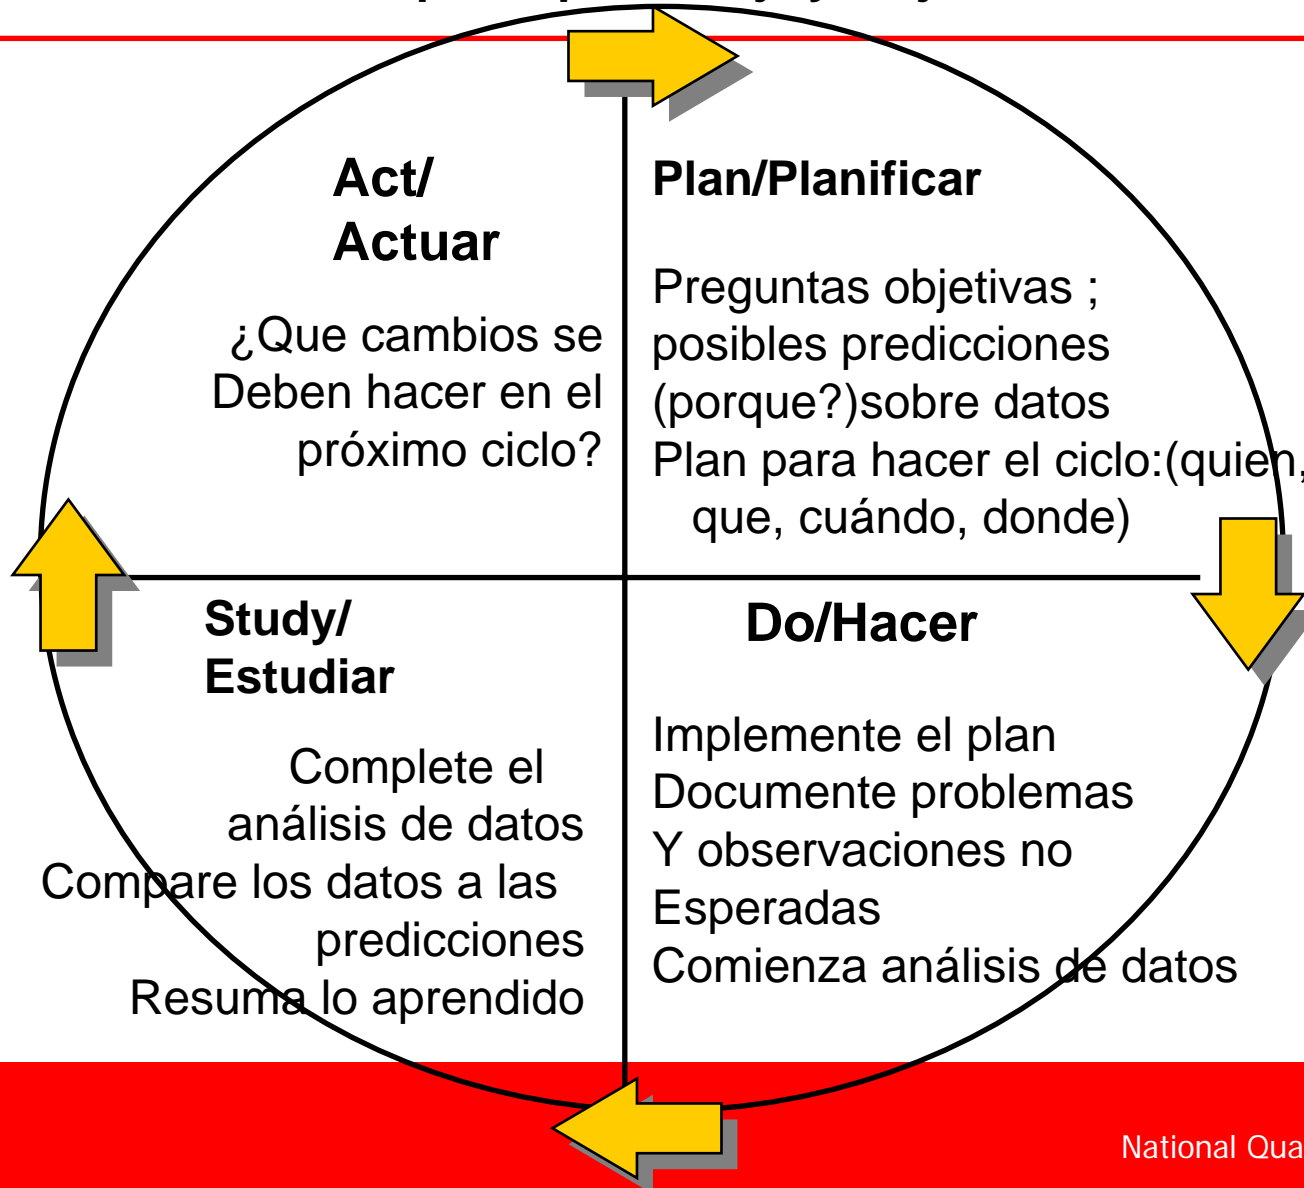 Act/
Actuar
¿Que cambios se
Deben hacer en el
próximo ciclo?
Plan/Planificar
Preguntas objetivas ;
posibles predicciones
(porque?)sobre datos
Plan para hacer el ciclo:(quien,
que, cuándo, donde)
Study/
Estudiar
Complete el
análisis de datos
Compare los datos a las
predicciones
Resuma lo aprendido
Do/Hacer
Implemente el plan
Documente problemas
Y observaciones no
Esperadas
Comienza análisis de datos
National Qua